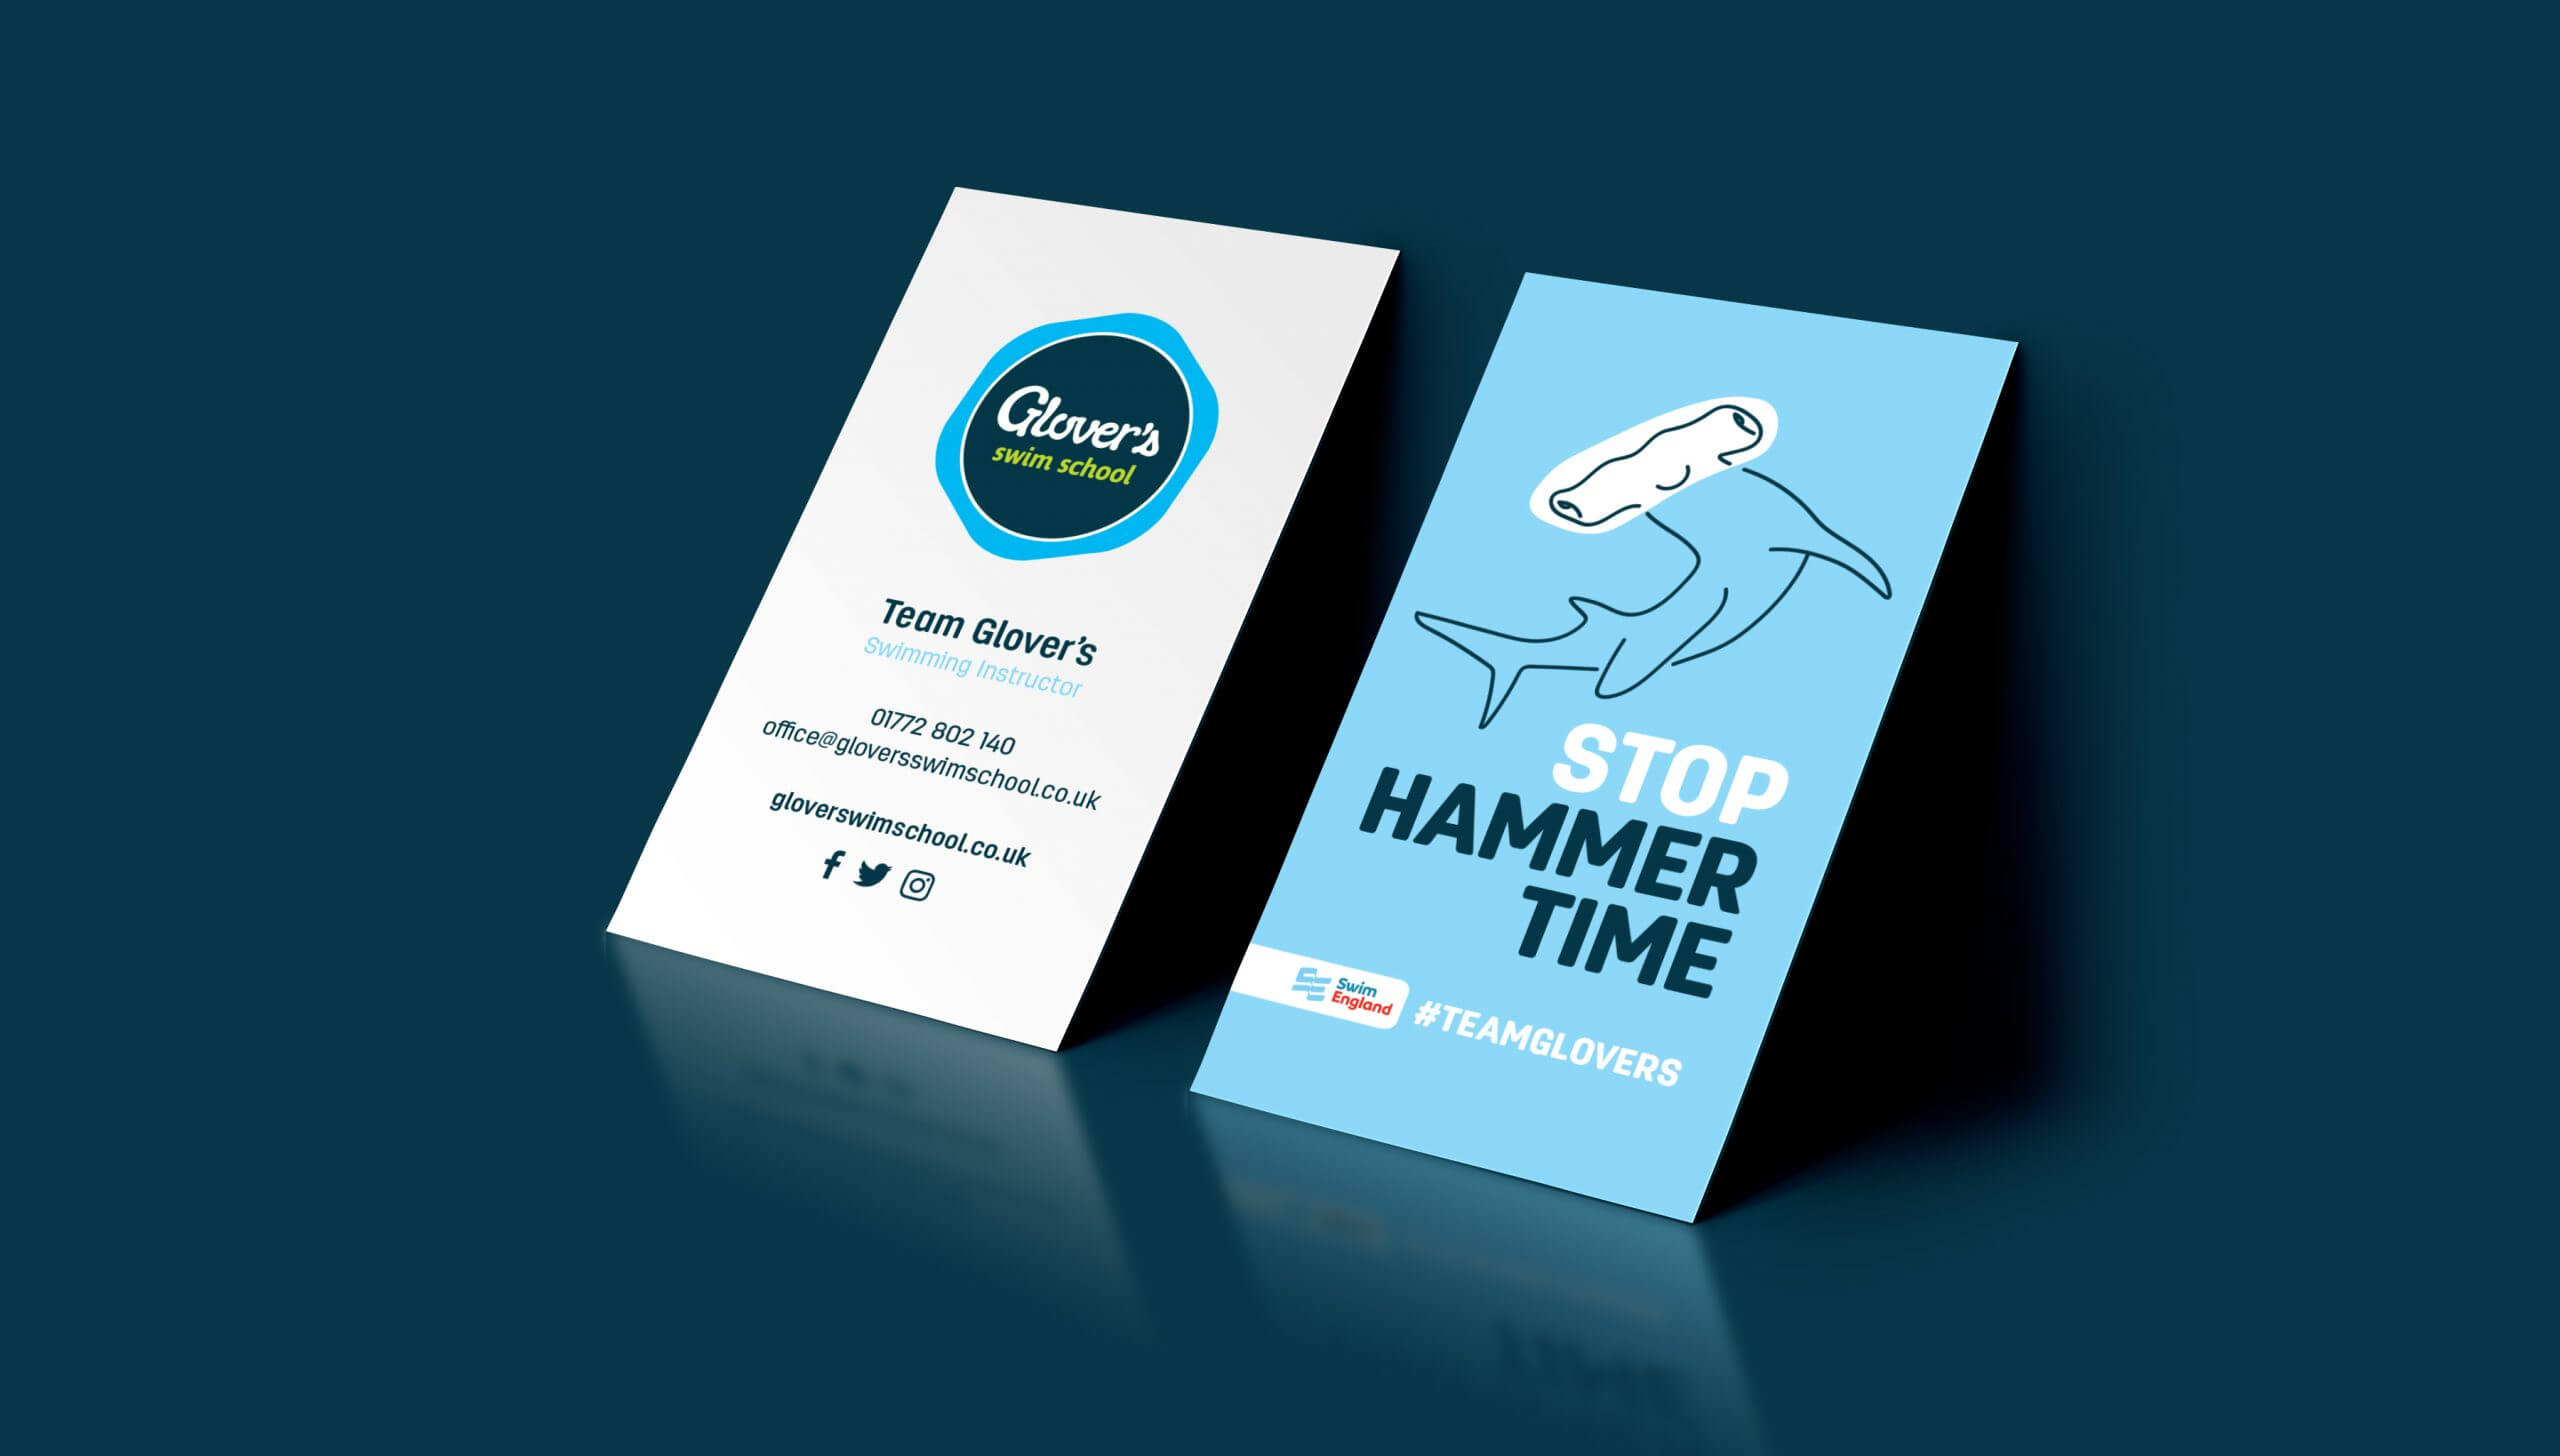 Glover's
swim school
Team Glover's
Swimming Instructor
01772 802 140
office@gloversswimschool.co.uk
gloverswimschool.co.uk
STOP
HAMMER
TIME
Swim
England
#TEAMGLOVERS